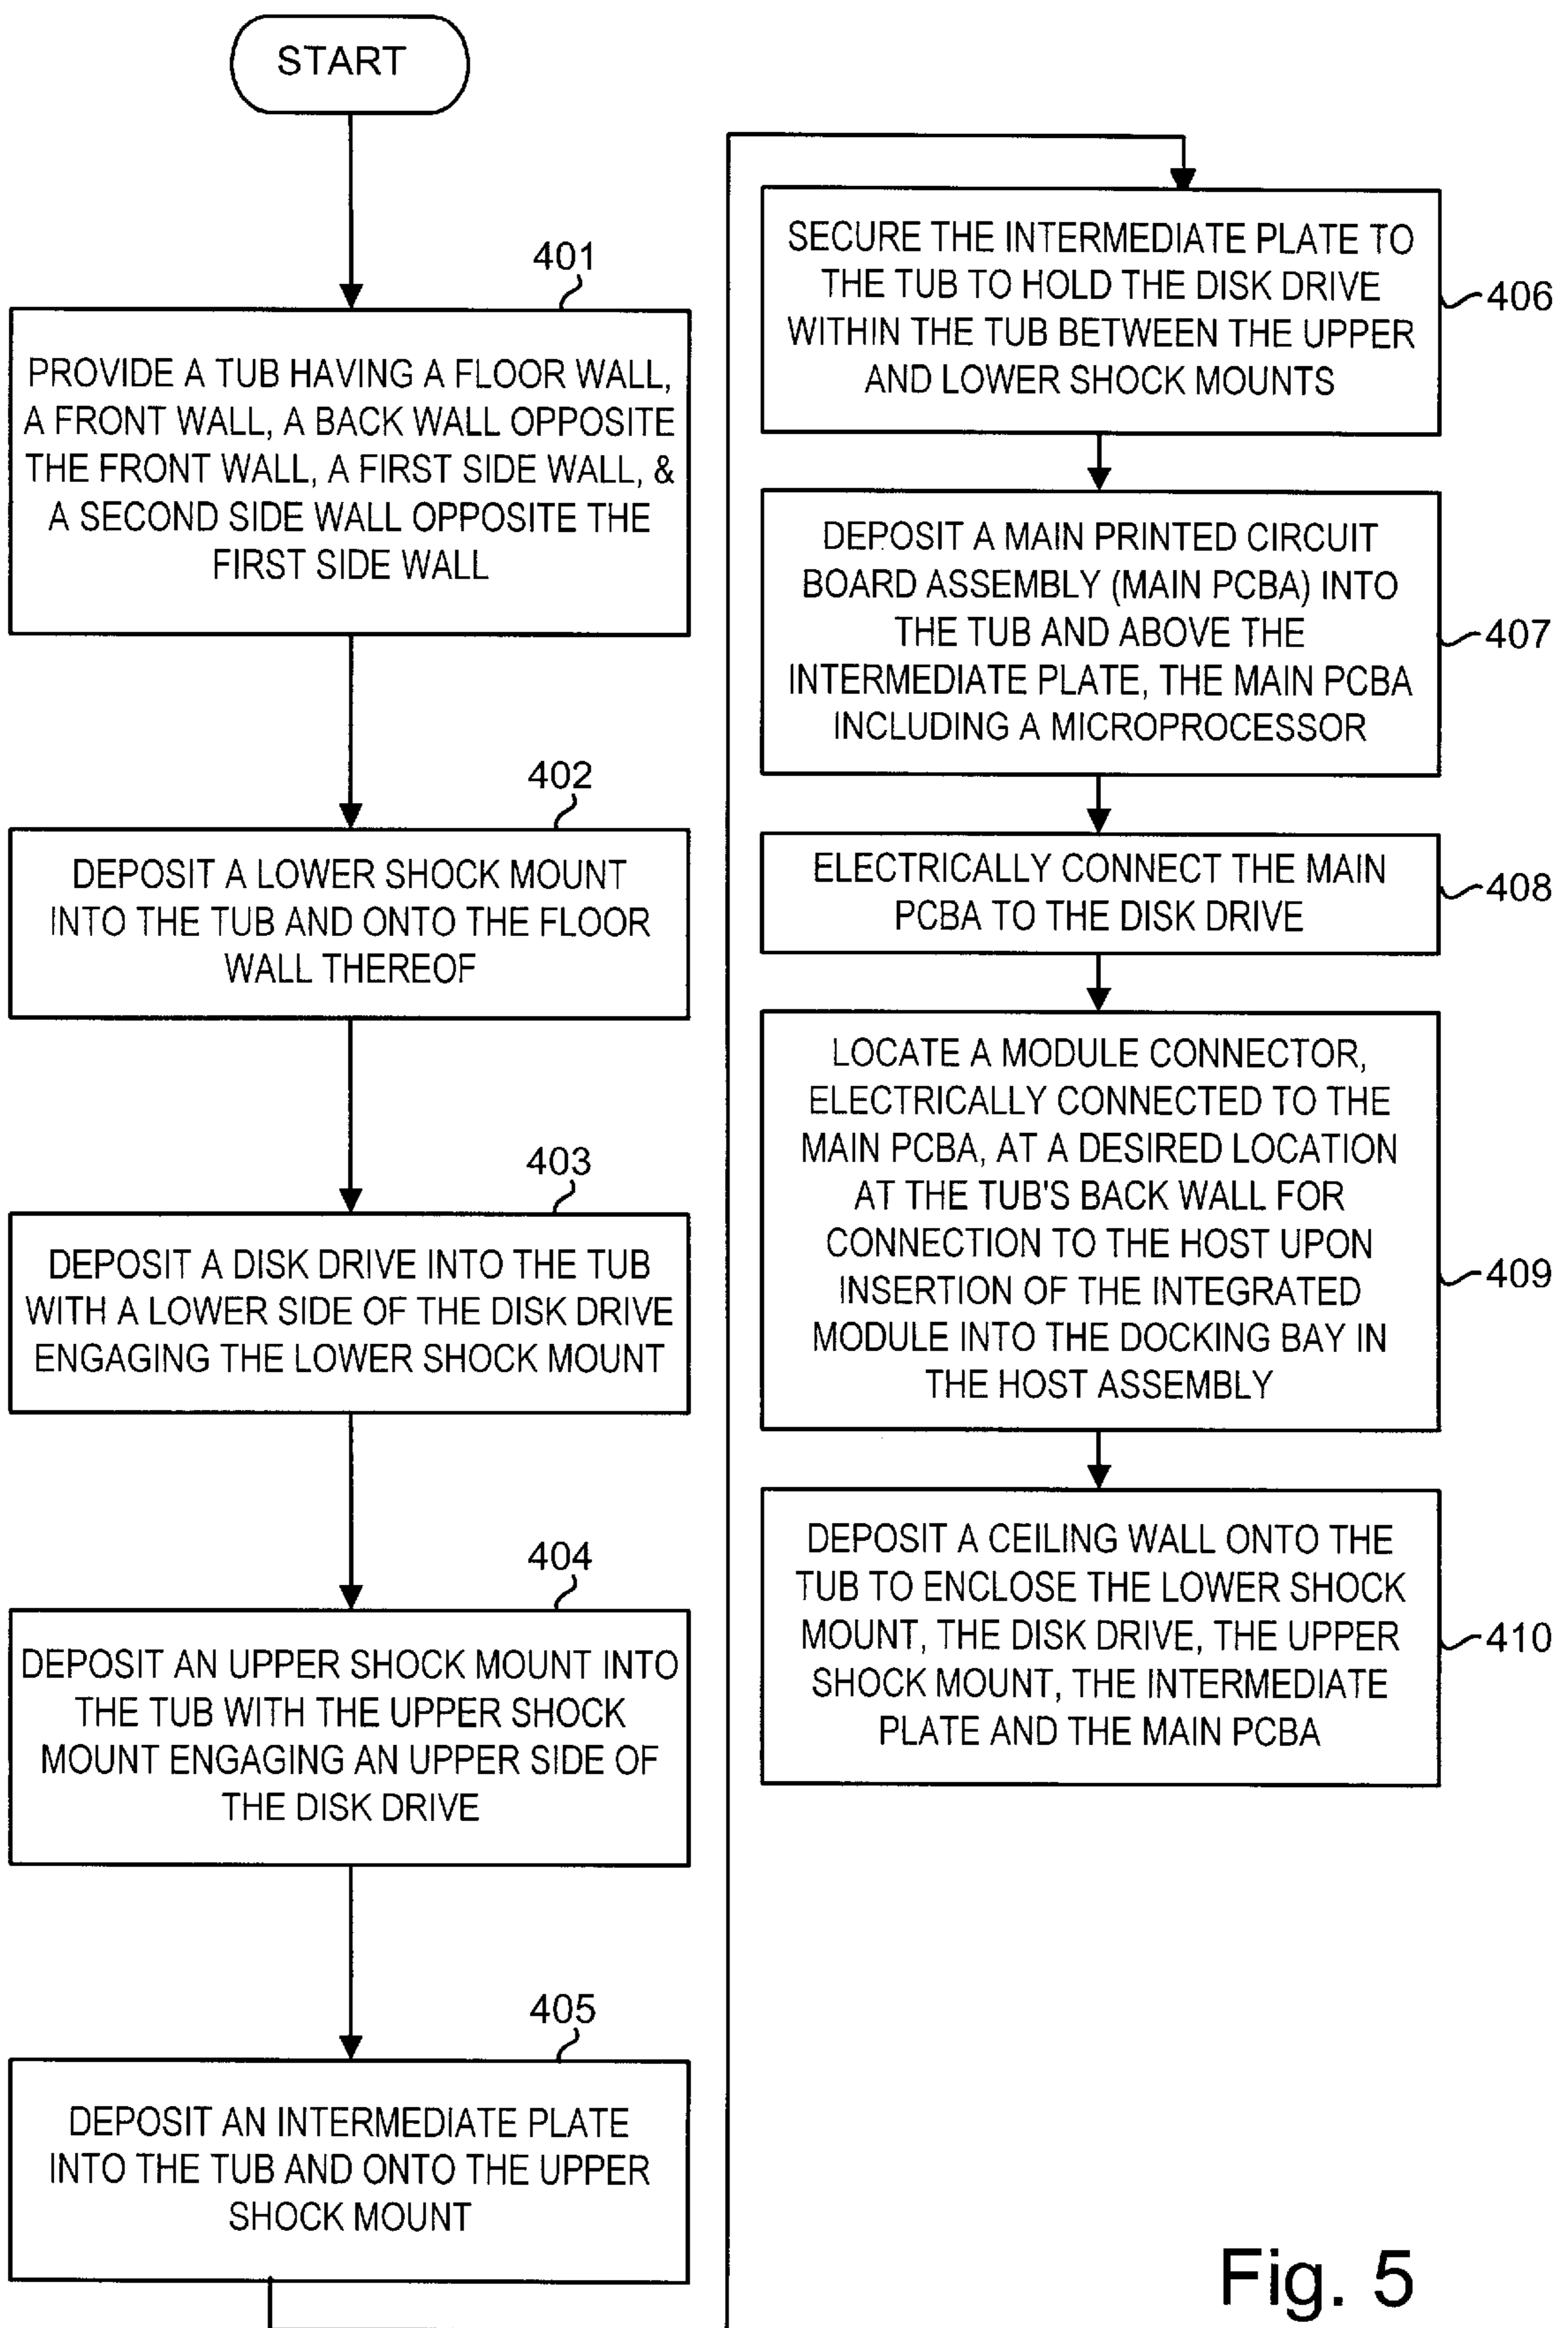 START
401
PROVIDE A TUB HAVING A FLOOR WALL,
A FRONT WALL, A BACK WALL OPPOSITE
THE FRONT WALL, A FIRST SIDE WALL, &
A SECOND SIDE WALL OPPOSITE THE
FIRST SIDE WALL
402
DEPOSIT A LOWER SHOCK MOUNT
INTO THE TUB AND ONTO THE FLOOR
WALL THEREOF
403
DEPOSIT A DISK DRIVE INTO THE TUB
WITH A LOWER SIDE OF THE DISK DRIVE
ENGAGING THE LOWER SHOCK MOUNT
404
DEPOSIT AN UPPER SHOCK MOUNT INTO
THE TUB WITH THE UPPER SHOCK
MOUNT ENGAGING AN UPPER SIDE OF
THE DISK DRIVE
405
DEPOSIT AN INTERMEDIATE PLATE
INTO THE TUB AND ONTO THE UPPER
SHOCK MOUNT
SECURE THE INTERMEDIATE PLATE TO
THE TUB TO HOLD THE DISK DRIVE
WITHIN THE TUB BETWEEN THE UPPER
AND LOWER SHOCK MOUNTS
406
DEPOSIT A MAIN PRINTED CIRCUIT
BOARD ASSEMBLY (MAIN PCBA) INTO
THE TUB AND ABOVE THE
INTERMEDIATE PLATE, THE MAIN PCBA
INCLUDING A MICROPROCESSOR
407
ELECTRICALLY CONNECT THE MAIN
PCBA TO THE DISK DRIVE
408
LOCATE A MODULE CONNECTOR,
ELECTRICALLY CONNECTED TO THE
MAIN PCBA, AT A DESIRED LOCATION
AT THE TUB'S BACK WALL FOR
CONNECTION TO THE HOST UPON
INSERTION OF THE INTEGRATED
MODULE INTO THE DOCKING BAY IN
THE HOST ASSEMBLY
409
DEPOSIT A CEILING WALL ONTO THE
TUB TO ENCLOSE THE LOWER SHOCK
MOUNT, THE DISK DRIVE, THE UPPER
SHOCK MOUNT, THE INTERMEDIATE
PLATE AND THE MAIN PCBA
410
Fig. 5